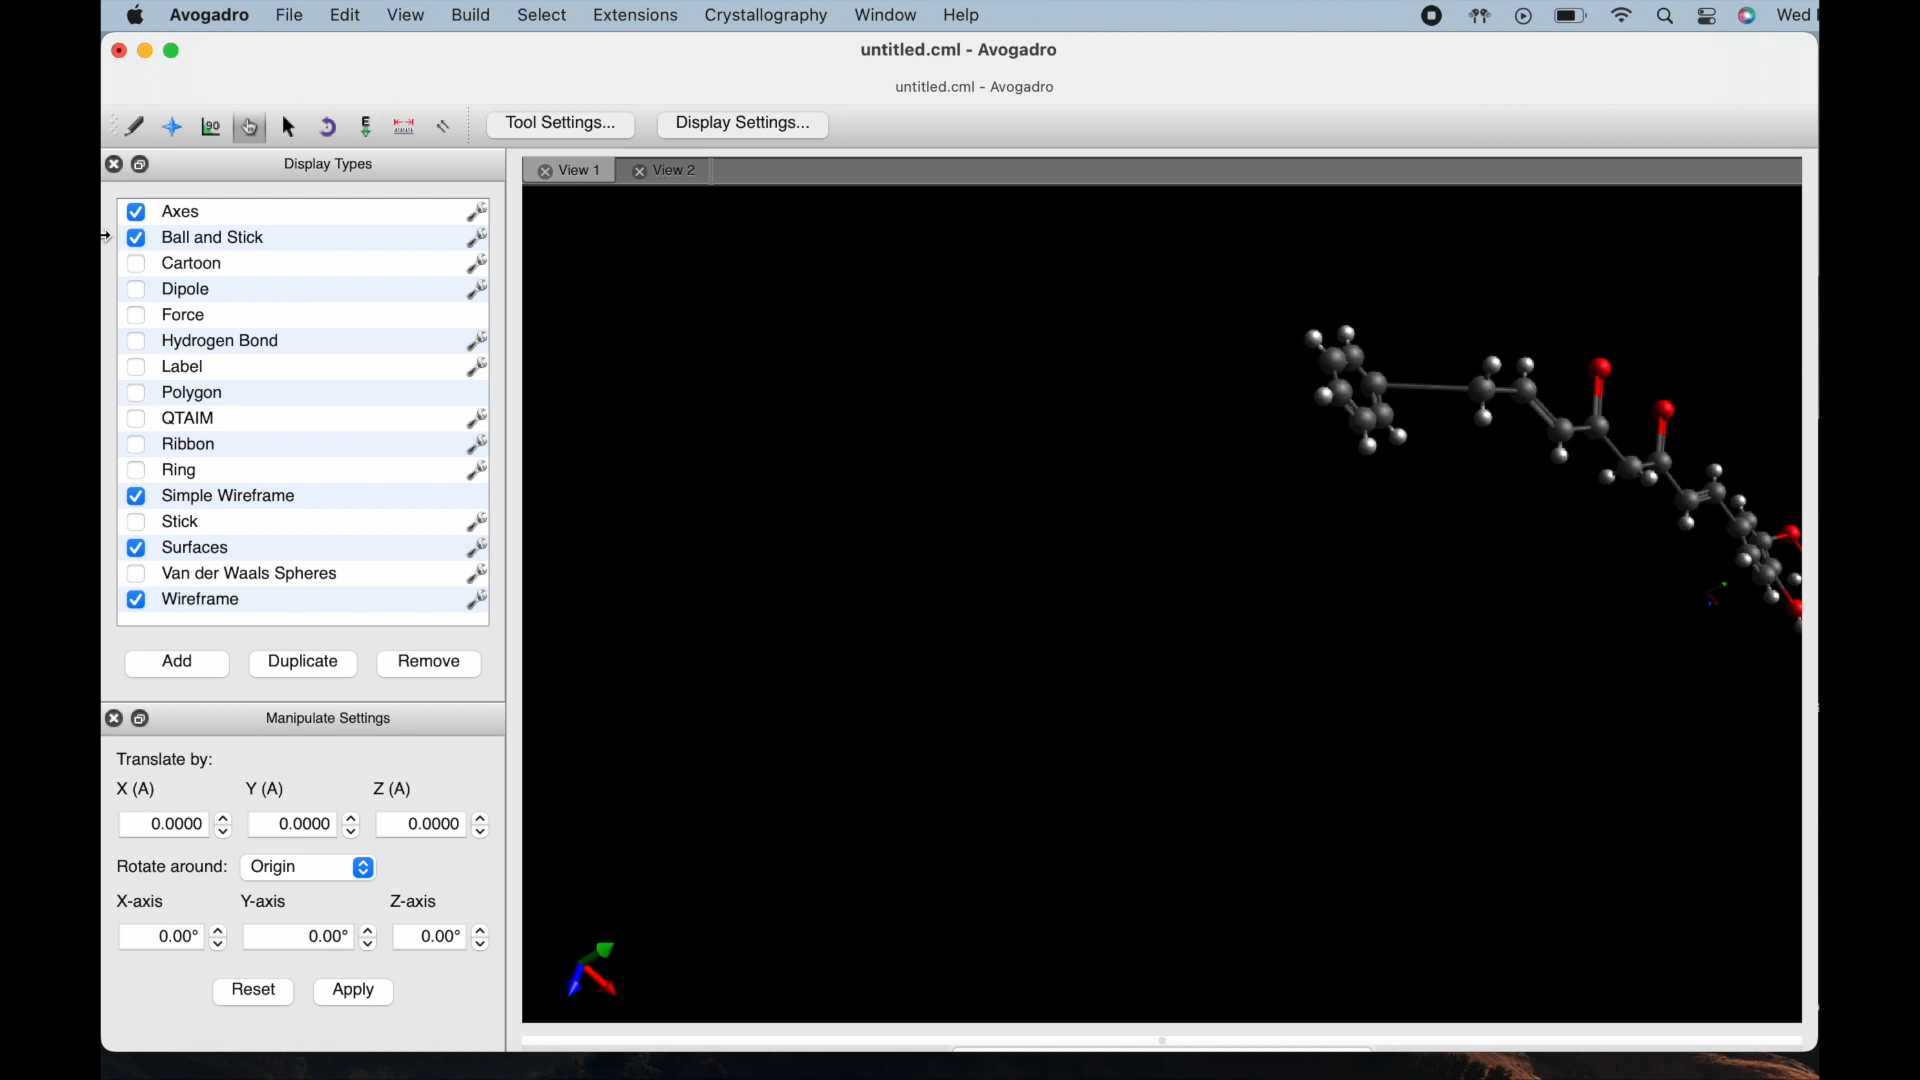 Avogadro File Edit View Build Select Extensions Crystallography Window Help Wed
untitled.cml - Avogadro
untitled.cml - Avogadro
90 E Tool Settings... Display Settings...
Display Types
View 1 View 2
Axes
Ball and Stick
Cartoon
Dipole
Force
Hydrogen Bond
Label
Polygon
QTAIM
Ribbon
Ring
Simple Wireframe
Stick
Surfaces
Van der Waals Spheres
Wireframe
Add Duplicate Remove
Manipulate Settings
Translate by:
X (A) Y (A) Z (A)
0.0000 0.0000 0.0000
Rotate around: Origin
X-axis Y-axis Z-axis
0.00° 0.00° 0.00°
Reset Apply